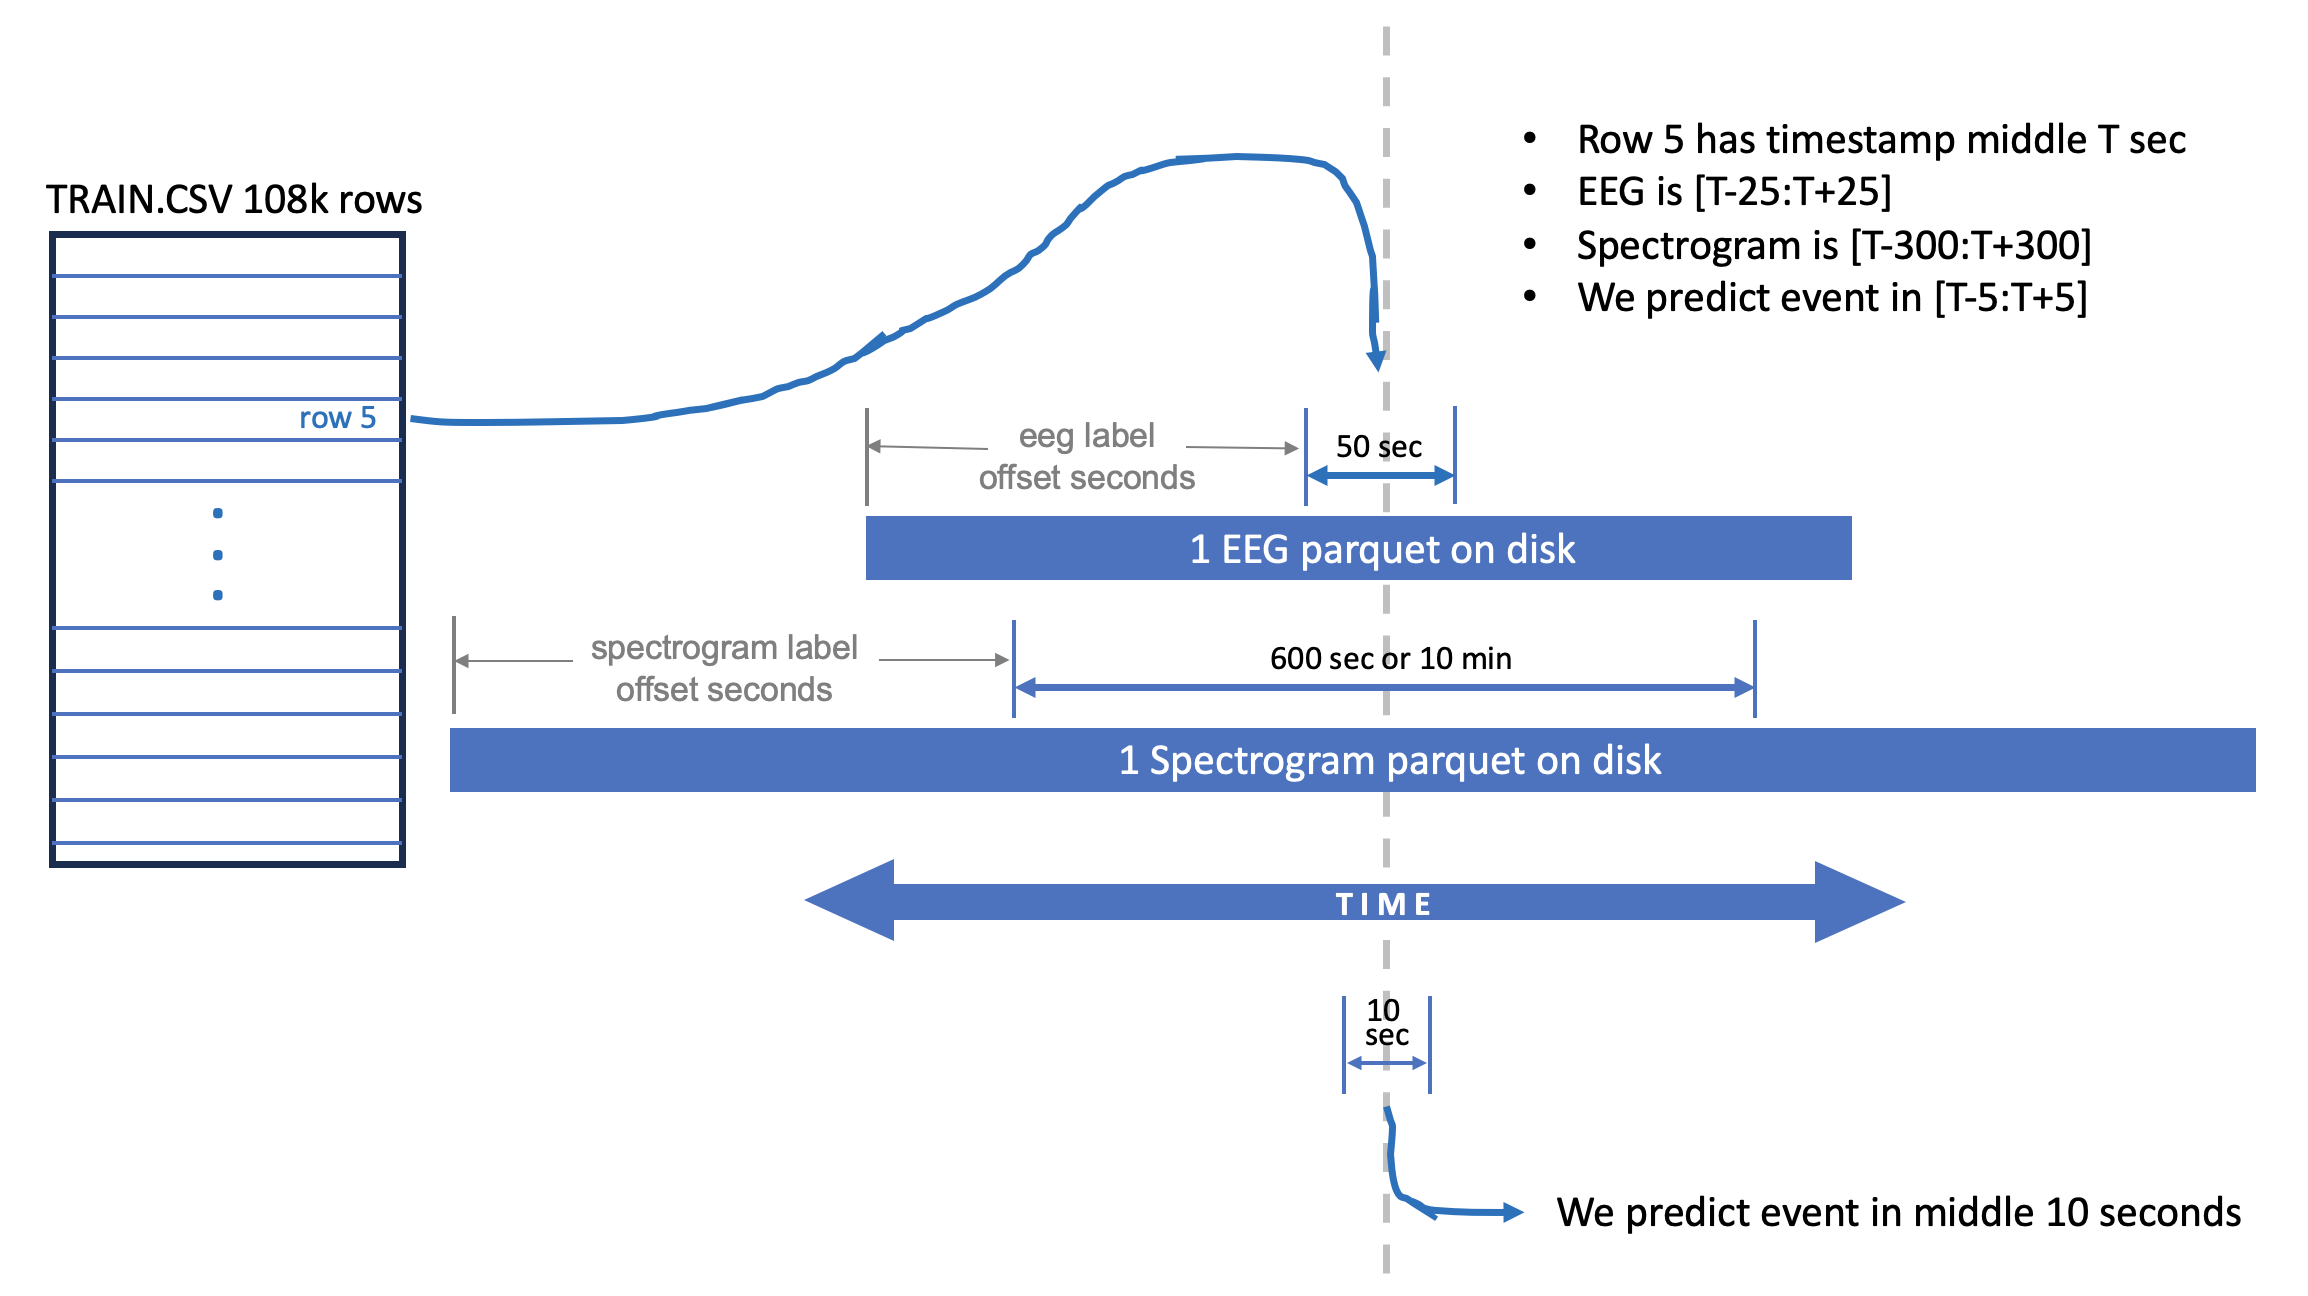 TRAIN.CSV 108k rows
row 5
• Row 5 has timestamp middle T sec
• EEG is [T-25:T+25]
• Spectrogram is [T-300:T+300]
• We predict event in [T-5:T+5]
eeg label
offset seconds
50 sec
1 EEG parquet on disk
spectrogram label
offset seconds
600 sec or 10 min
1 Spectrogram parquet on disk
TIME
10
sec
We predict event in middle 10 seconds